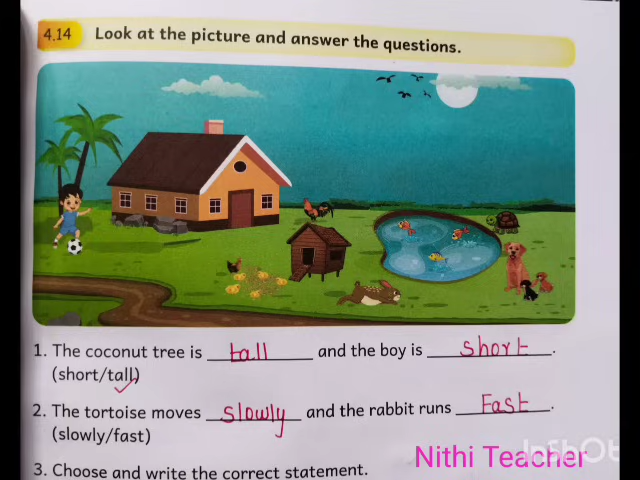 4.14 Look at the picture and answer the questions.
1. The coconut tree is tall and the boy is short.
(short/tall)
2. The tortoise moves slowly and the rabbit runs Fast.
(slowly/fast)
3. Choose and write the correct statement.
Nithi Teacher
InShOt